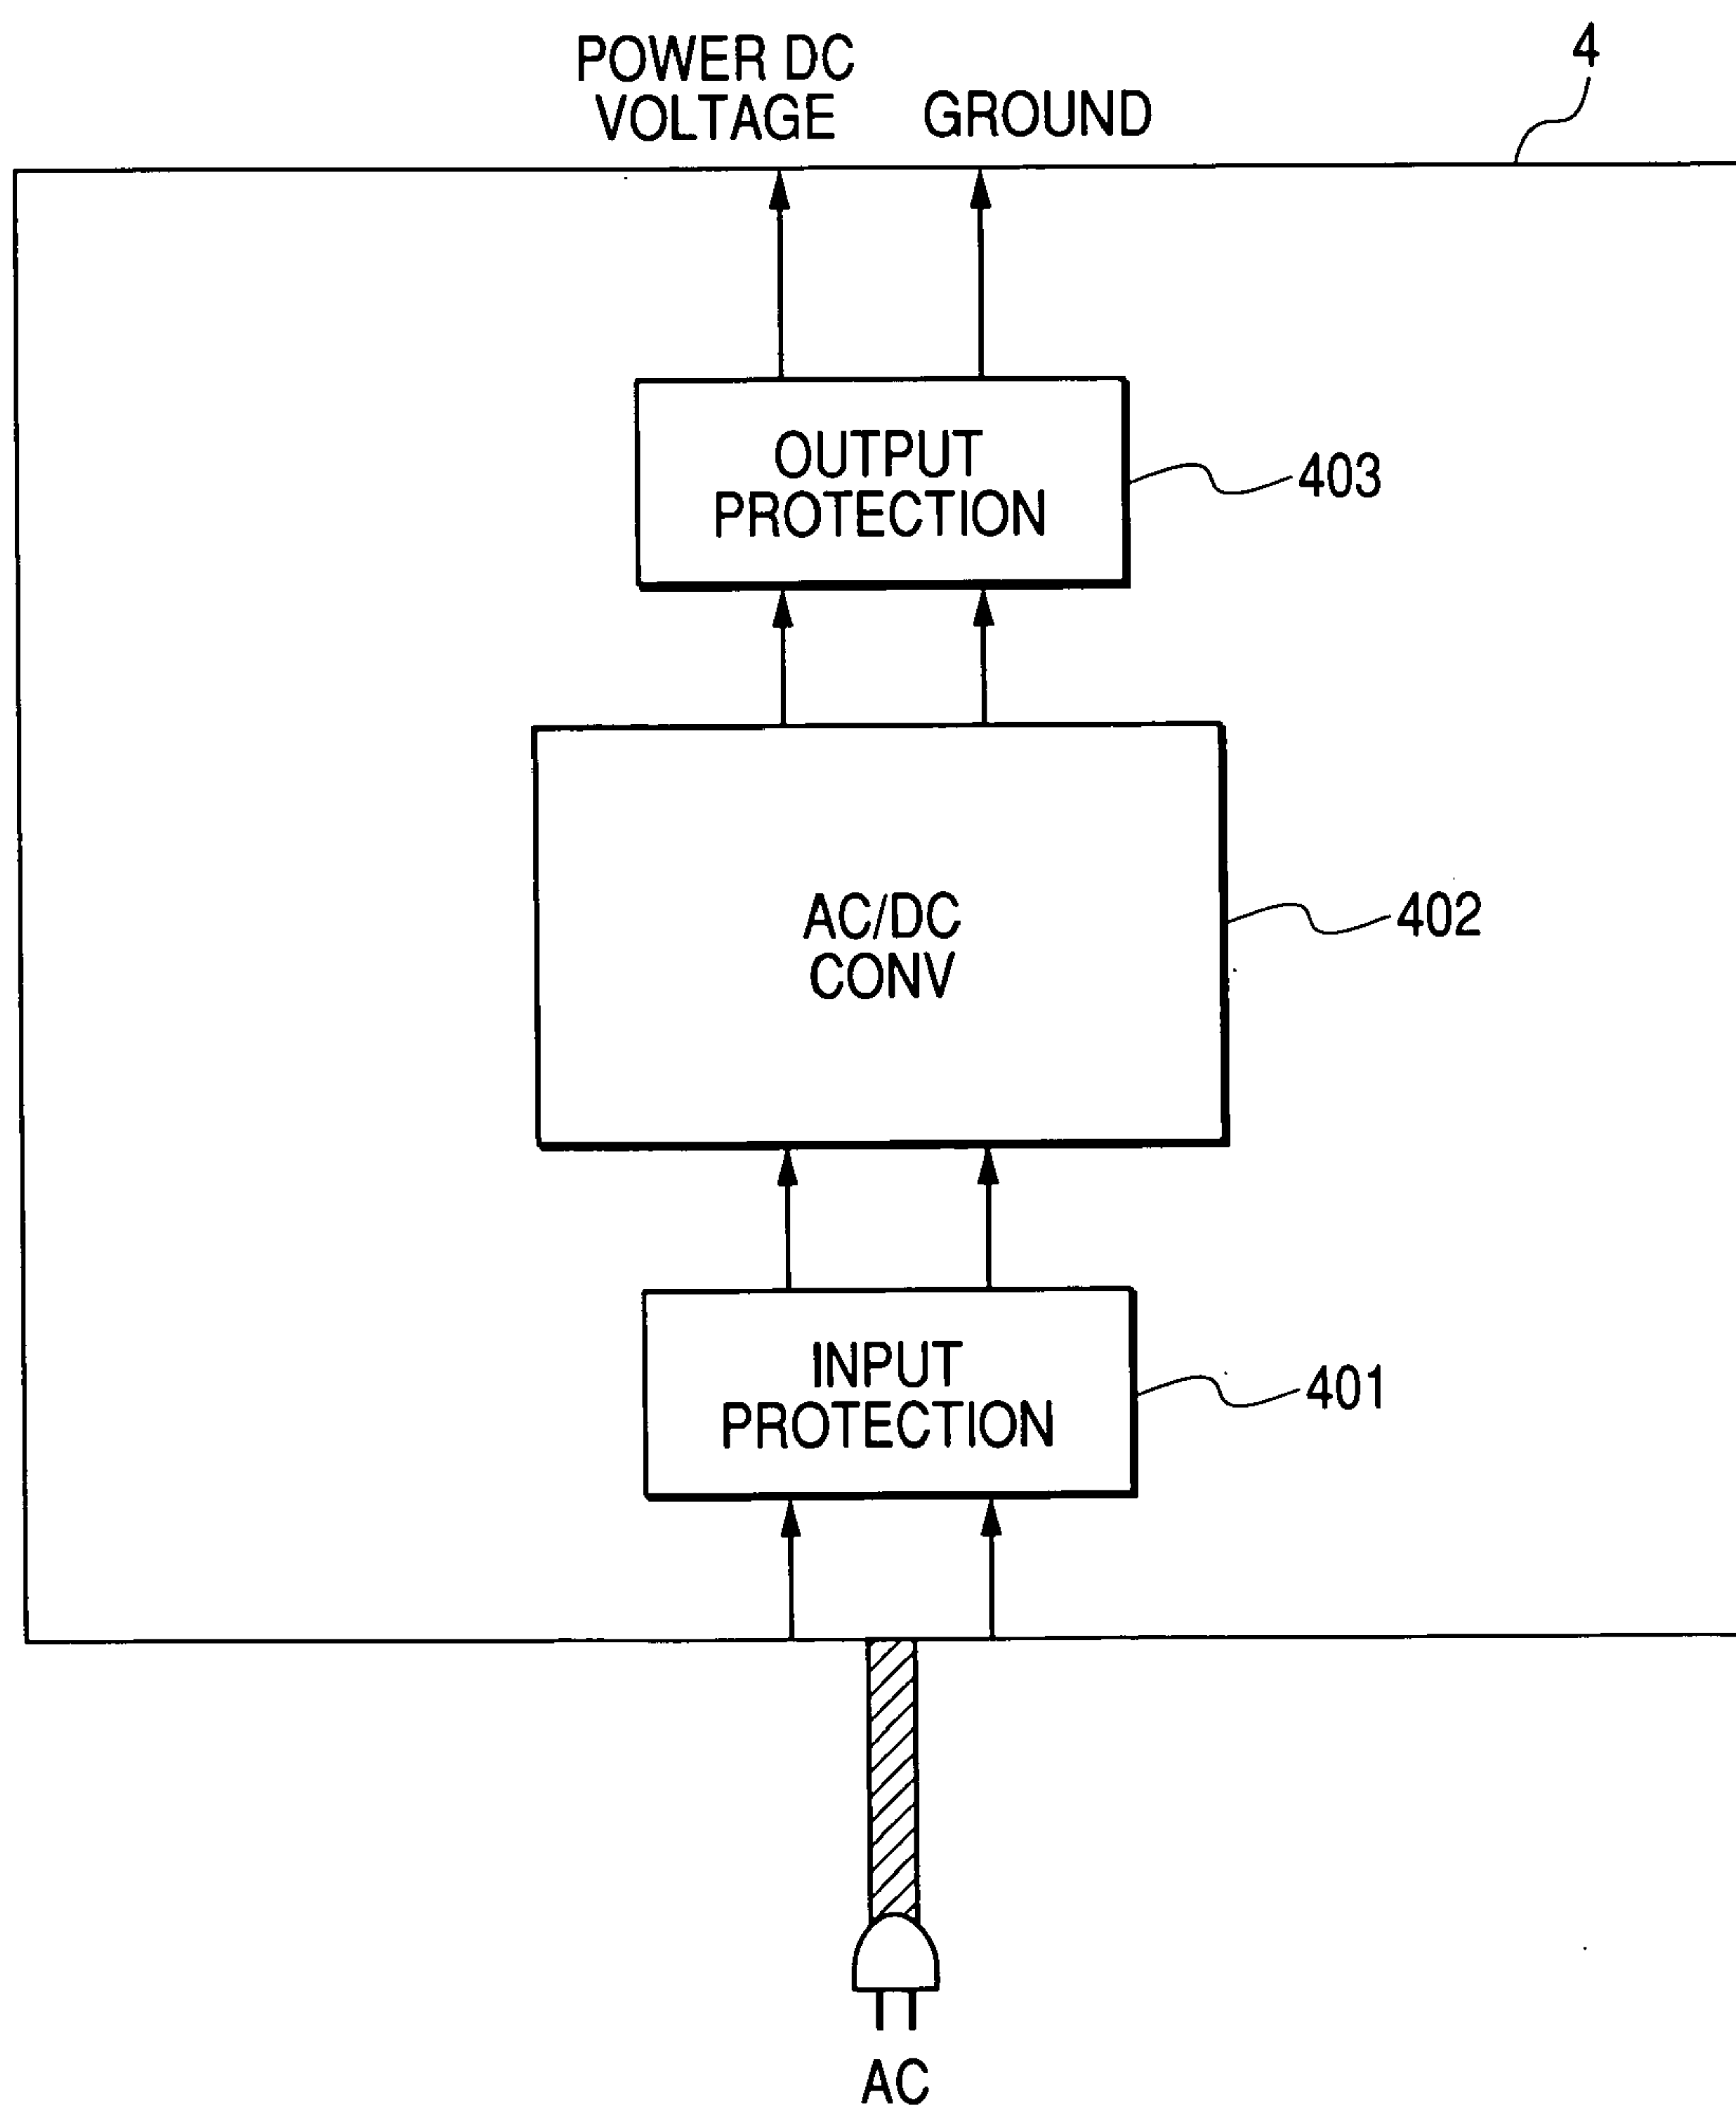 POWER DC
VOLTAGE
GROUND
4
OUTPUT
PROTECTION
403
AC/DC
CONV
402
INPUT
PROTECTION
401
AC